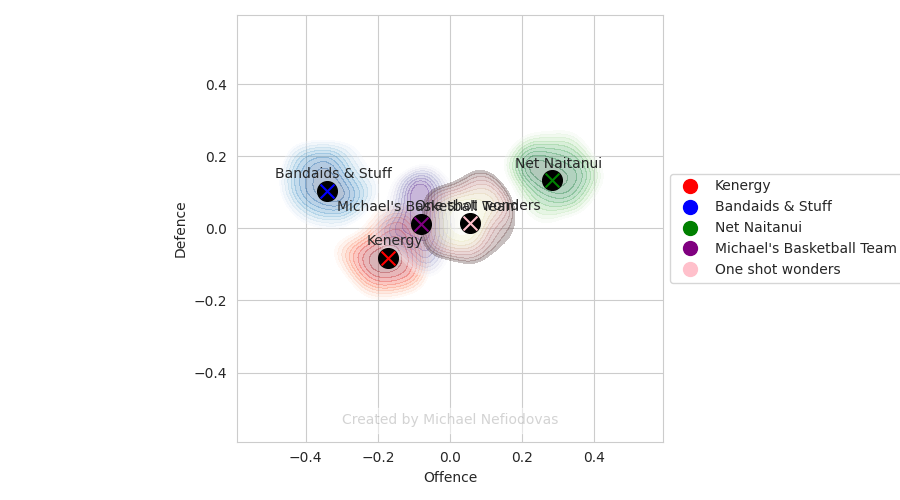 0.4
0.2
0.0
−0.2
−0.4
Defence
Net Naitanui
Bandaids & Stuff
Michael's Basketball Team
One shot wonders
Kenergy
Created by Michael Nefiodovas
−0.4
−0.2
0.0
0.2
0.4
Offence
Kenergy
Bandaids & Stuff
Net Naitanui
Michael's Basketball Team
One shot wonders